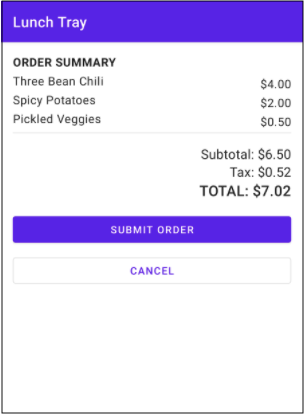 Lunch Tray
ORDER SUMMARY
Three Bean Chili $4.00
Spicy Potatoes $2.00
Pickled Veggies $0.50
Subtotal: $6.50
Tax: $0.52
TOTAL: $7.02
SUBMIT ORDER
CANCEL